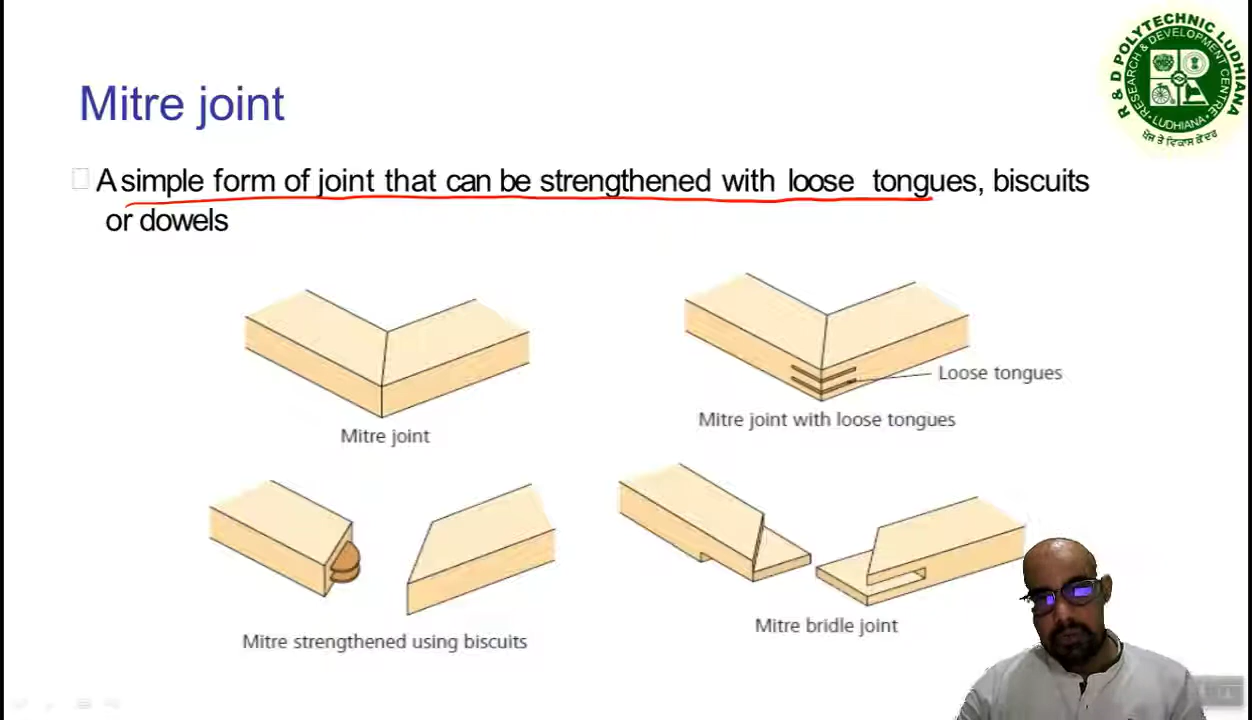 R & D POLYTECHNIC LUDHIANA
RESEARCH & DEVELOPMENT CENTRE
· LUDHIANA ·
ਖੋਜ ਤੇ ਵਿਕਾਸ ਕੇਂਦਰ
Mitre joint
A simple form of joint that can be strengthened with loose tongues, biscuits
or dowels
Loose tongues
Mitre joint
Mitre joint with loose tongues
Mitre strengthened using biscuits
Mitre bridle joint